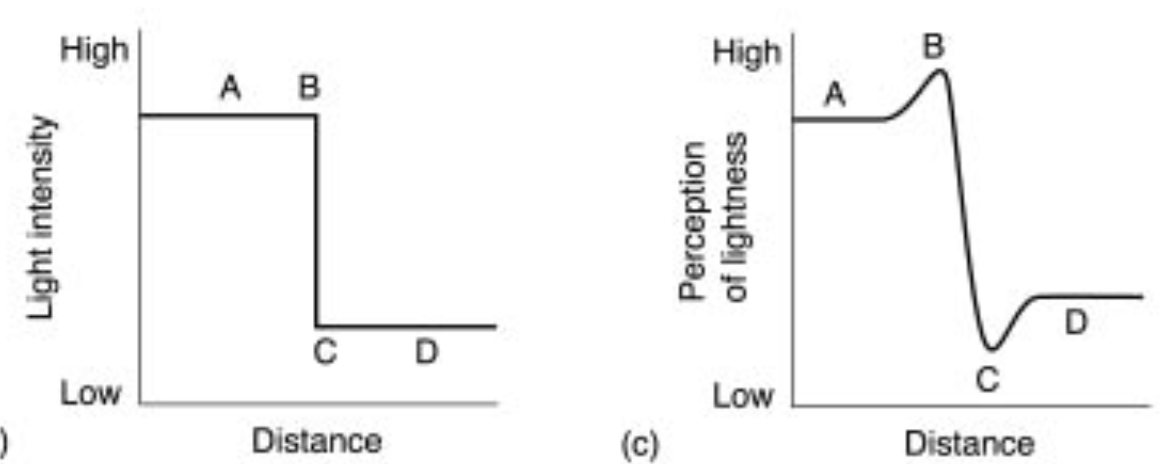 High
A B
Light intensity
C D
Low
)
Distance
High
B
A
Perception
of lightness
D
C
Low
(c)
Distance